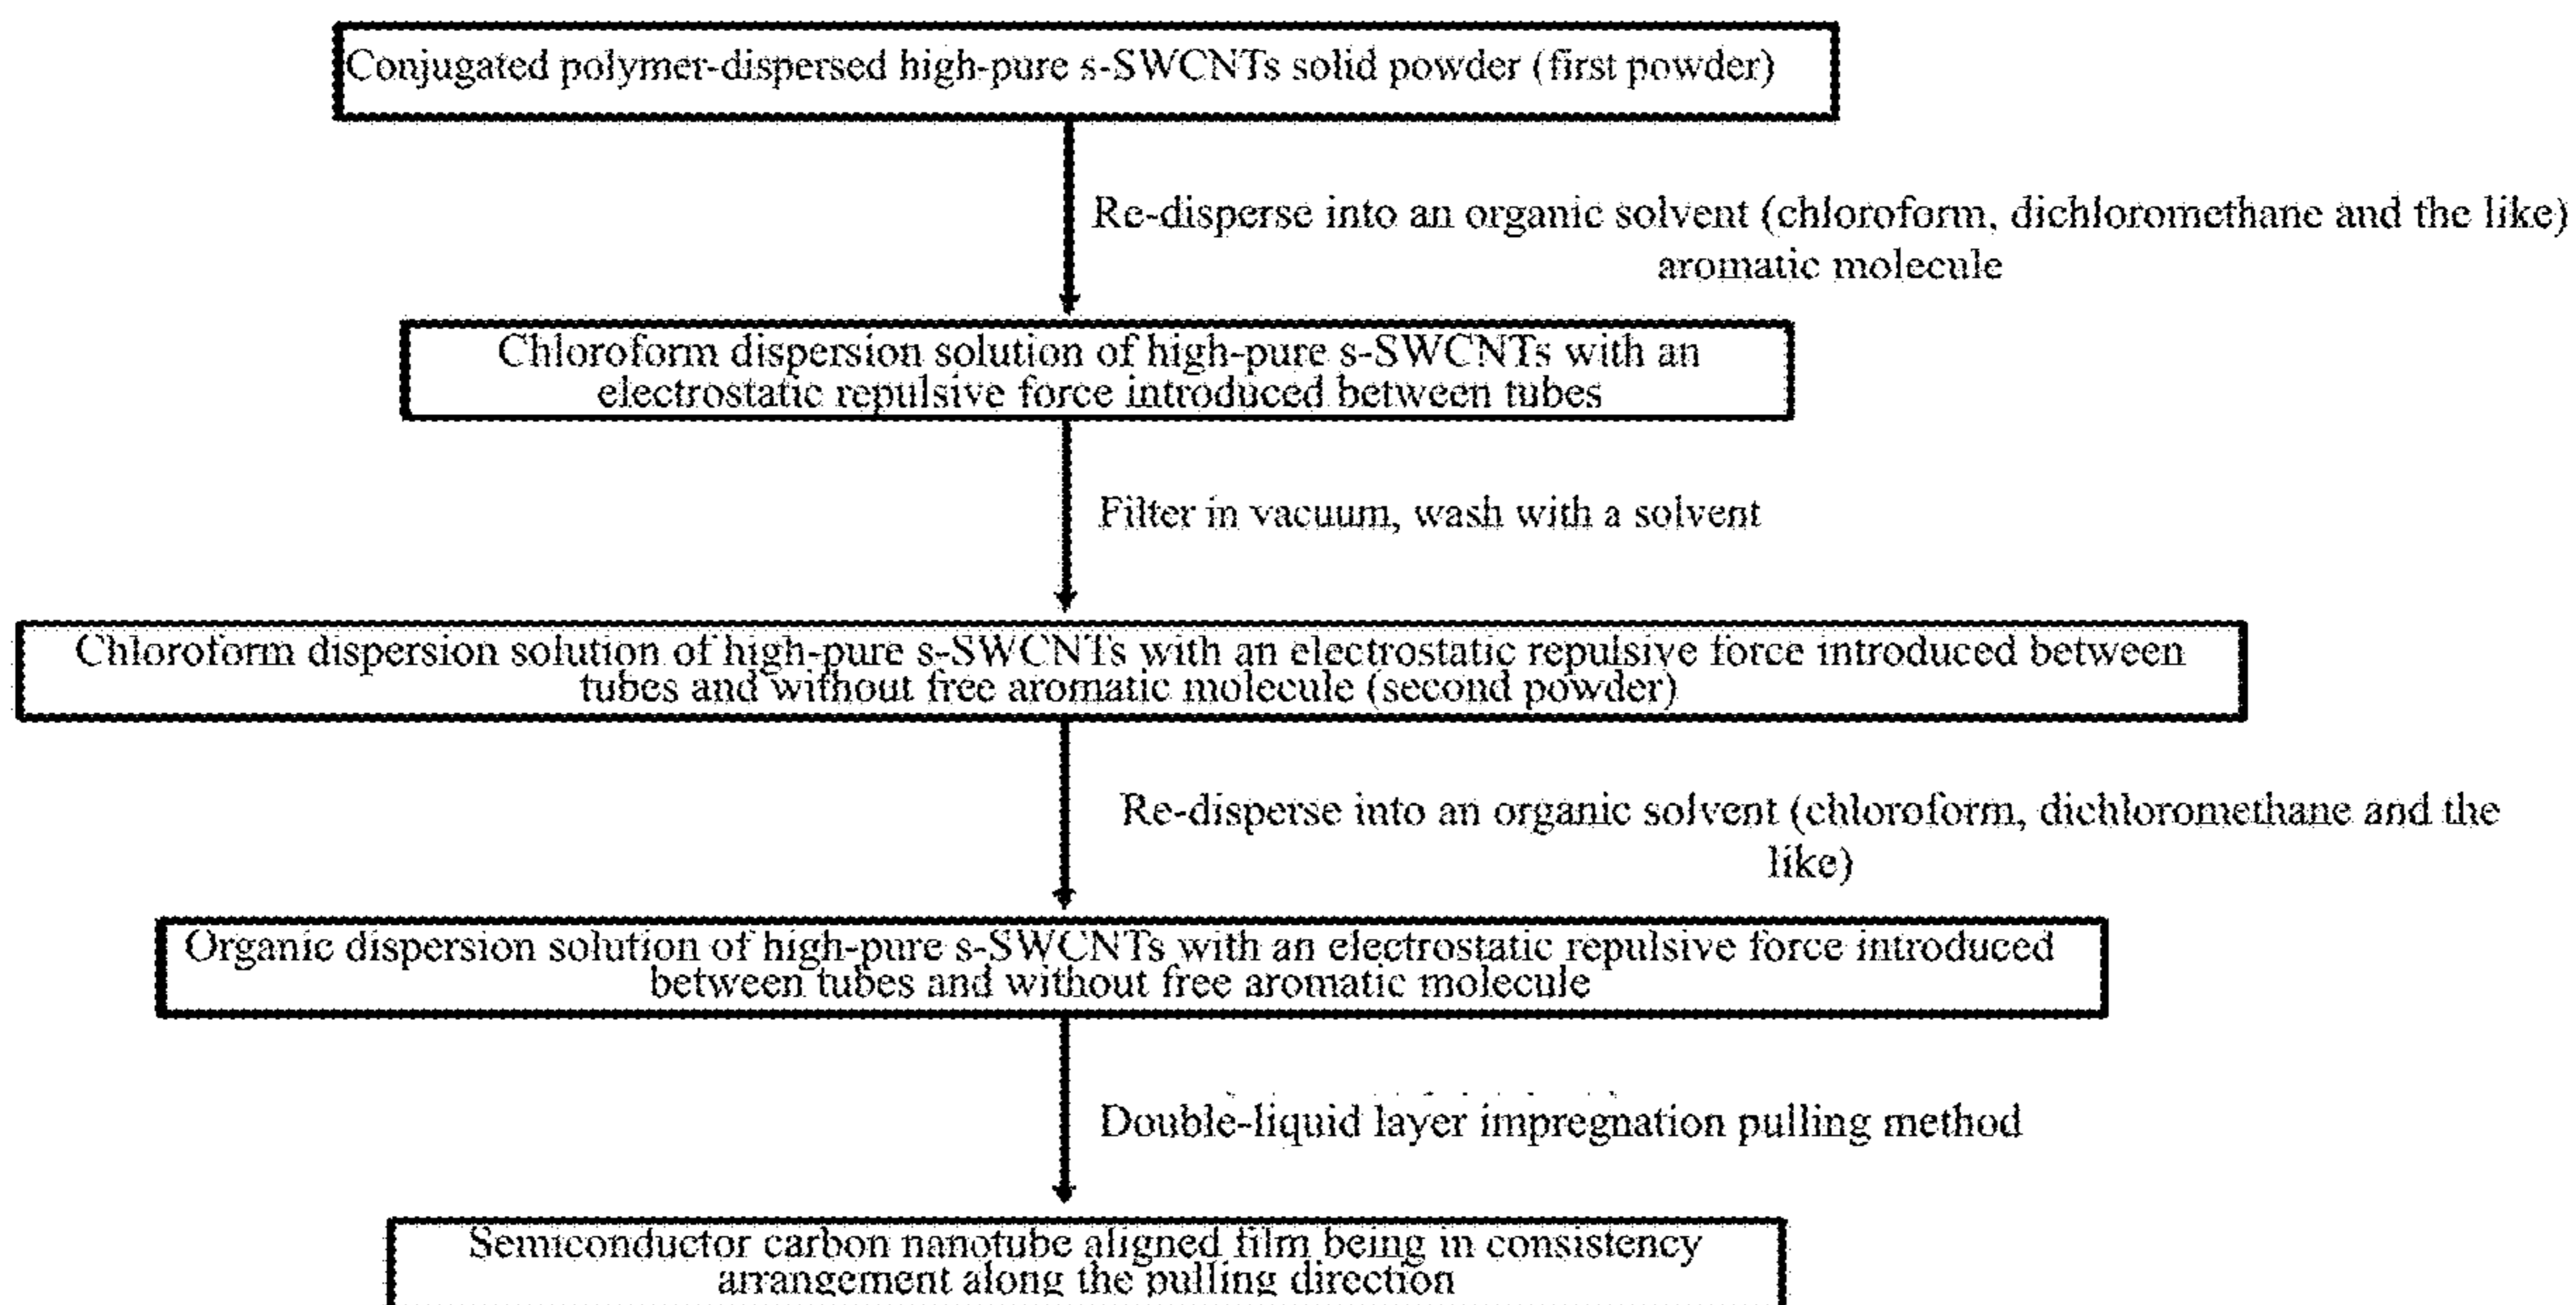 Conjugated polymer-dispersed high-pure s-SWCNTs solid powder (first powder)
Re-disperse into an organic solvent (chloroform, dichloromethane and the like)
aromatic molecule
Chloroform dispersion solution of high-pure s-SWCNTs with an
electrostatic repulsive force introduced between tubes
Filter in vacuum, wash with a solvent
Chloroform dispersion solution of high-pure s-SWCNTs with an electrostatic repulsive force introduced between
tubes and without free aromatic molecule (second powder)
Re-disperse into an organic solvent (chloroform, dichloromethane and the
like)
Organic dispersion solution of high-pure s-SWCNTs with an electrostatic repulsive force introduced
between tubes and without free aromatic molecule
Double-liquid layer impregnation pulling method
Semiconductor carbon nanotube aligned film being in consistency
arrangement along the pulling direction